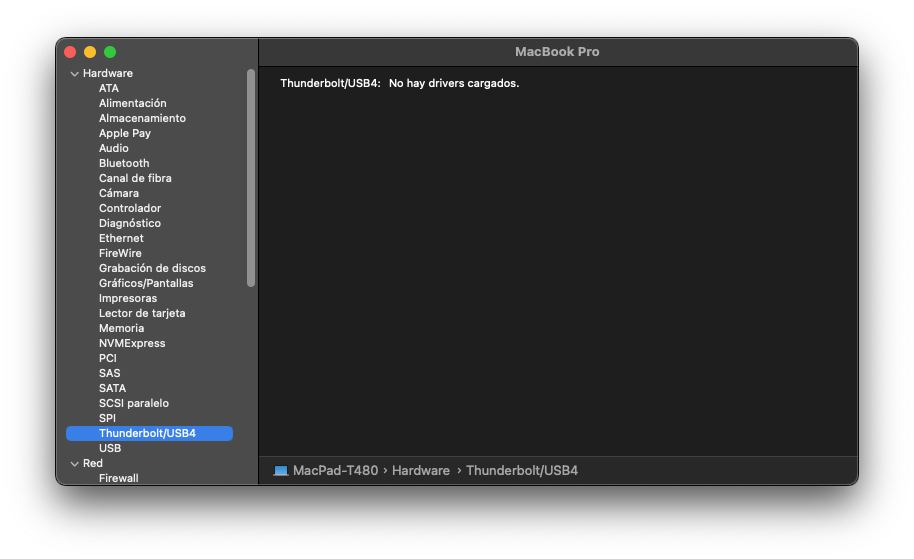 MacBook Pro
Hardware
ATA
Alimentación
Almacenamiento
Apple Pay
Audio
Bluetooth
Canal de fibra
Cámara
Controlador
Diagnóstico
Ethernet
FireWire
Grabación de discos
Gráficos/Pantallas
Impresoras
Lector de tarjeta
Memoria
NVMExpress
PCI
SAS
SATA
SCSI paralelo
SPI
Thunderbolt/USB4
USB
Red
Firewall
Thunderbolt/USB4: No hay drivers cargados.
MacPad-T480 › Hardware › Thunderbolt/USB4